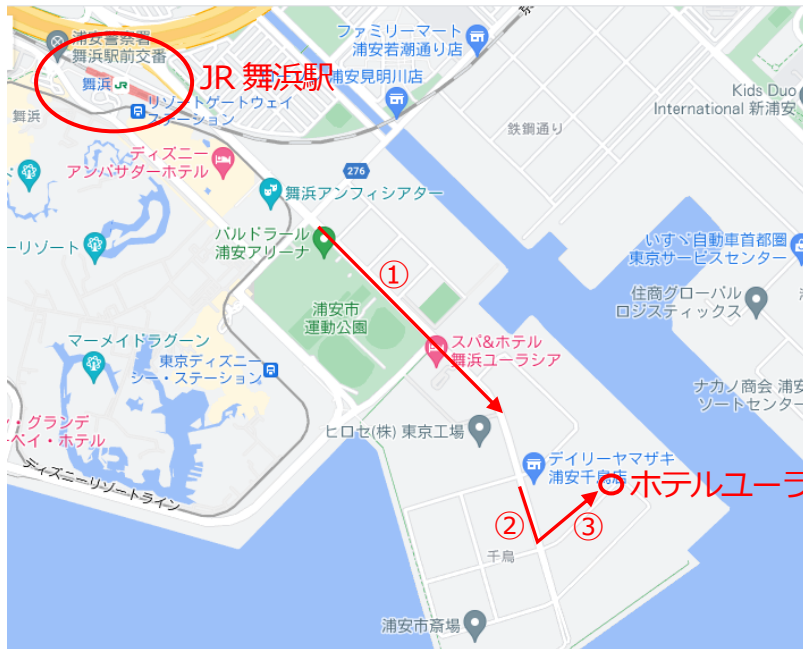 浦安警察署
舞浜駅前交番
舞浜 JR
JR 舞浜駅
ファミリーマート
浦安若潮通り店
浦安見明川店
リゾートゲートウェイ
ステーション
舞浜
Kids Duo
International 新浦安
鉄鋼通り
ディズニー
アンバサダーホテル
276
舞浜アンフィシアター
ーリゾート
バルドラール
浦安アリーナ
①
いすゞ自動車首都圏
東京サービスセンター
住商グローバル
ロジスティックス
浦安市
運動公園
マーメイドラグーン
東京ディズニー
シー・ステーション
スパ&ホテル
舞浜ユーラシア
ナカノ商会 浦安
ソートセンター
・グランデ
ベイ・ホテル
ヒロセ(株) 東京工場
ディズニーリゾートライン
デイリーヤマザキ
浦安千鳥店
ホテルユーラ
②
③
千鳥
浦安市斎場